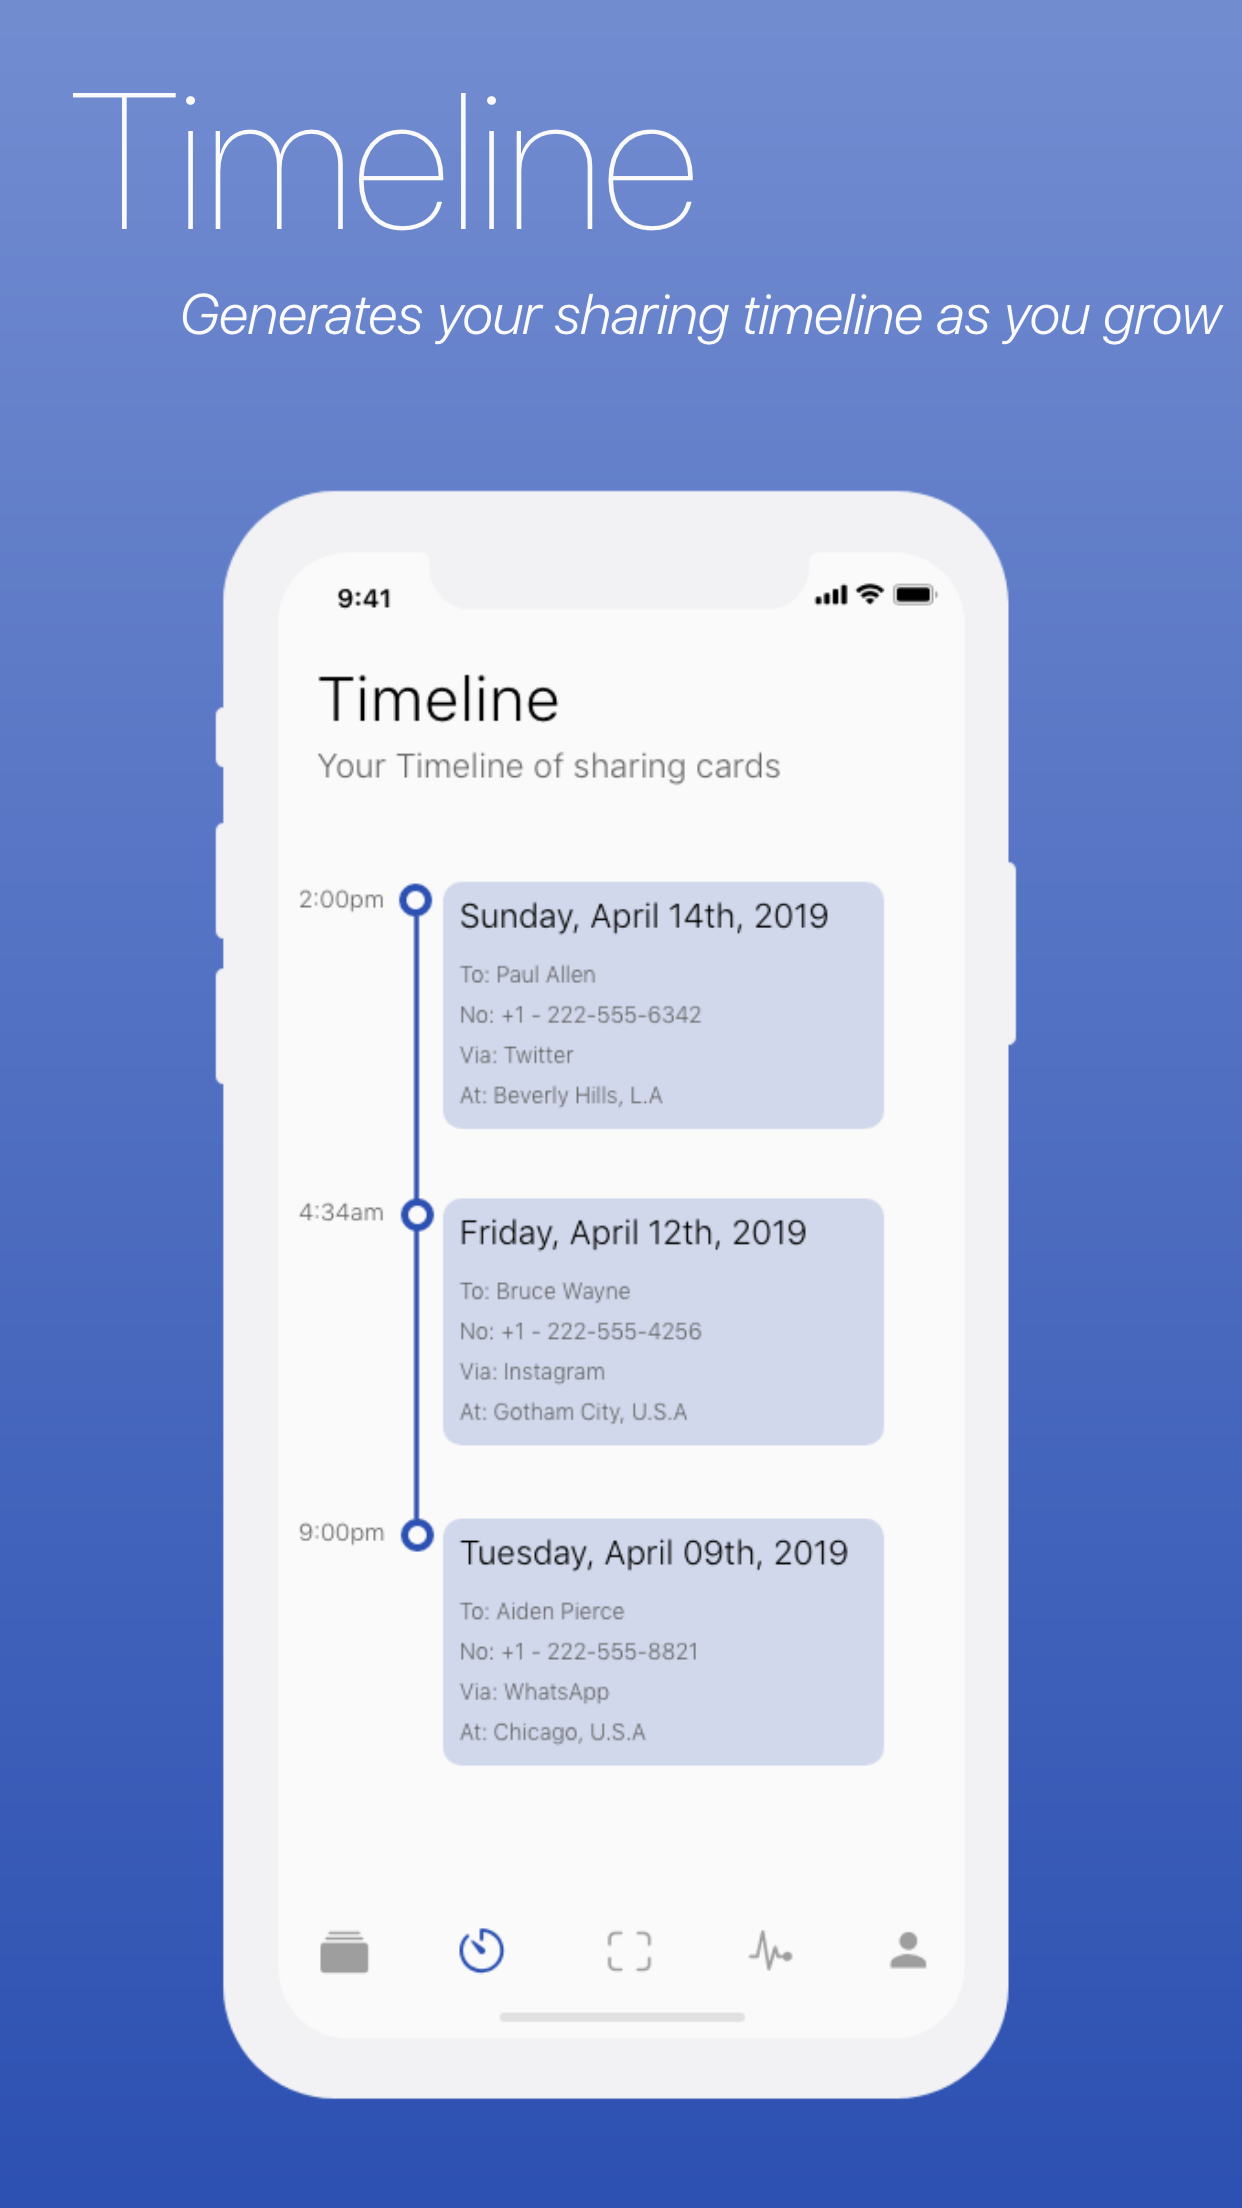 Timeline
Generates your sharing timeline as you grow
9:41
Timeline
Your Timeline of sharing cards
2:00pm
Sunday, April 14th, 2019
To: Paul Allen
No: +1 - 222-555-6342
Via: Twitter
At: Beverly Hills, L.A
4:34am
Friday, April 12th, 2019
To: Bruce Wayne
No: +1 - 222-555-4256
Via: Instagram
At: Gotham City, U.S.A
9:00pm
Tuesday, April 09th, 2019
To: Aiden Pierce
No: +1 - 222-555-8821
Via: WhatsApp
At: Chicago, U.S.A